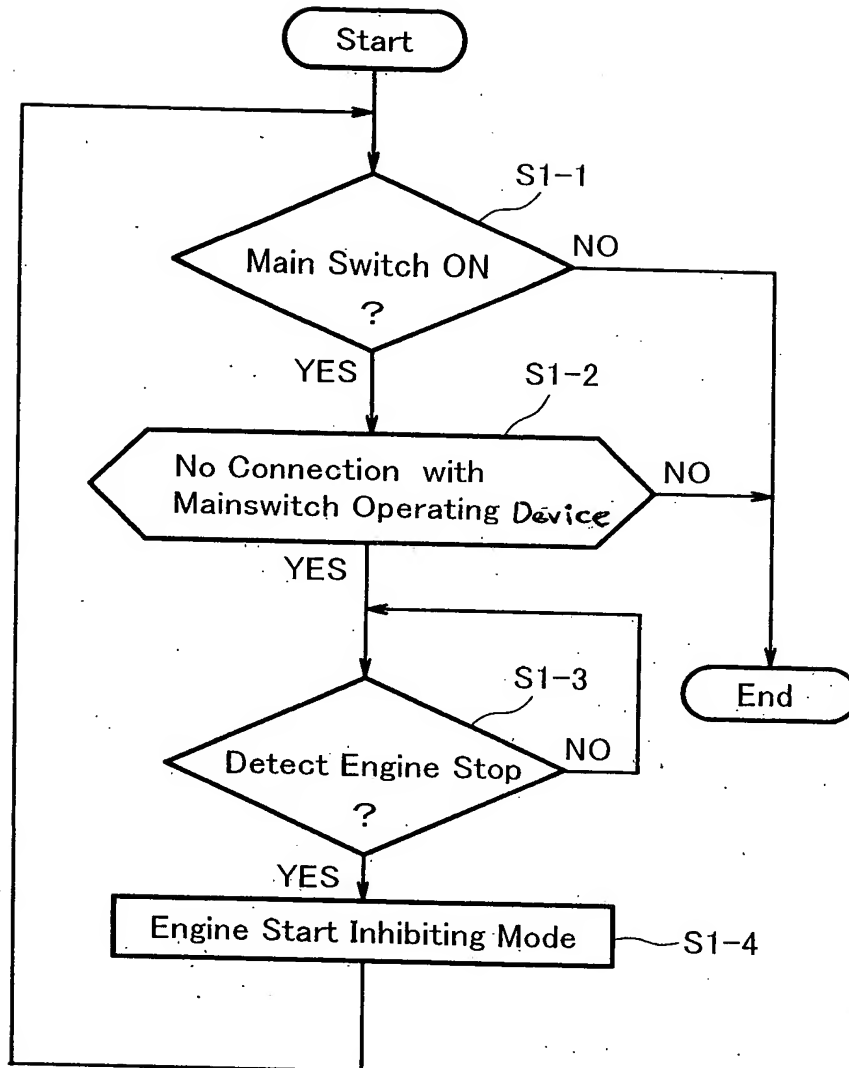 Start
S1-1
Main Switch ON
?
NO
YES
S1-2
No Connection with
Mainswitch Operating Device
NO
YES
S1-3
Detect Engine Stop
?
NO
End
YES
Engine Start Inhibiting Mode
S1-4